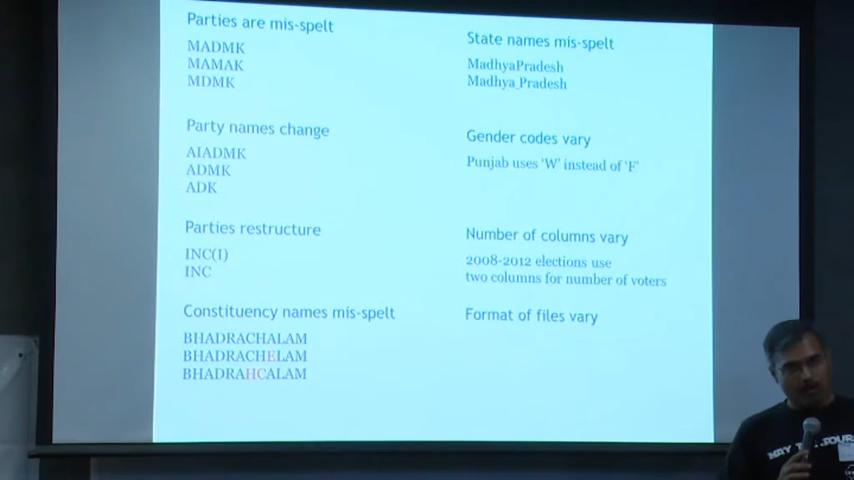 Parties are mis-spelt
MADMK
MAMAK
MDMK
Party names change
AIADMK
ADMK
ADK
Parties restructure
INC(I)
INC
Constituency names mis-spelt
BHADRACHALAM
BHADRACHELAM
BHADRAHCALAM
State names mis-spelt
MadhyaPradesh
Madhya_Pradesh
Gender codes vary
Punjab uses 'W' instead of 'F'
Number of columns vary
2008-2012 elections use
two columns for number of voters
Format of files vary
MAY